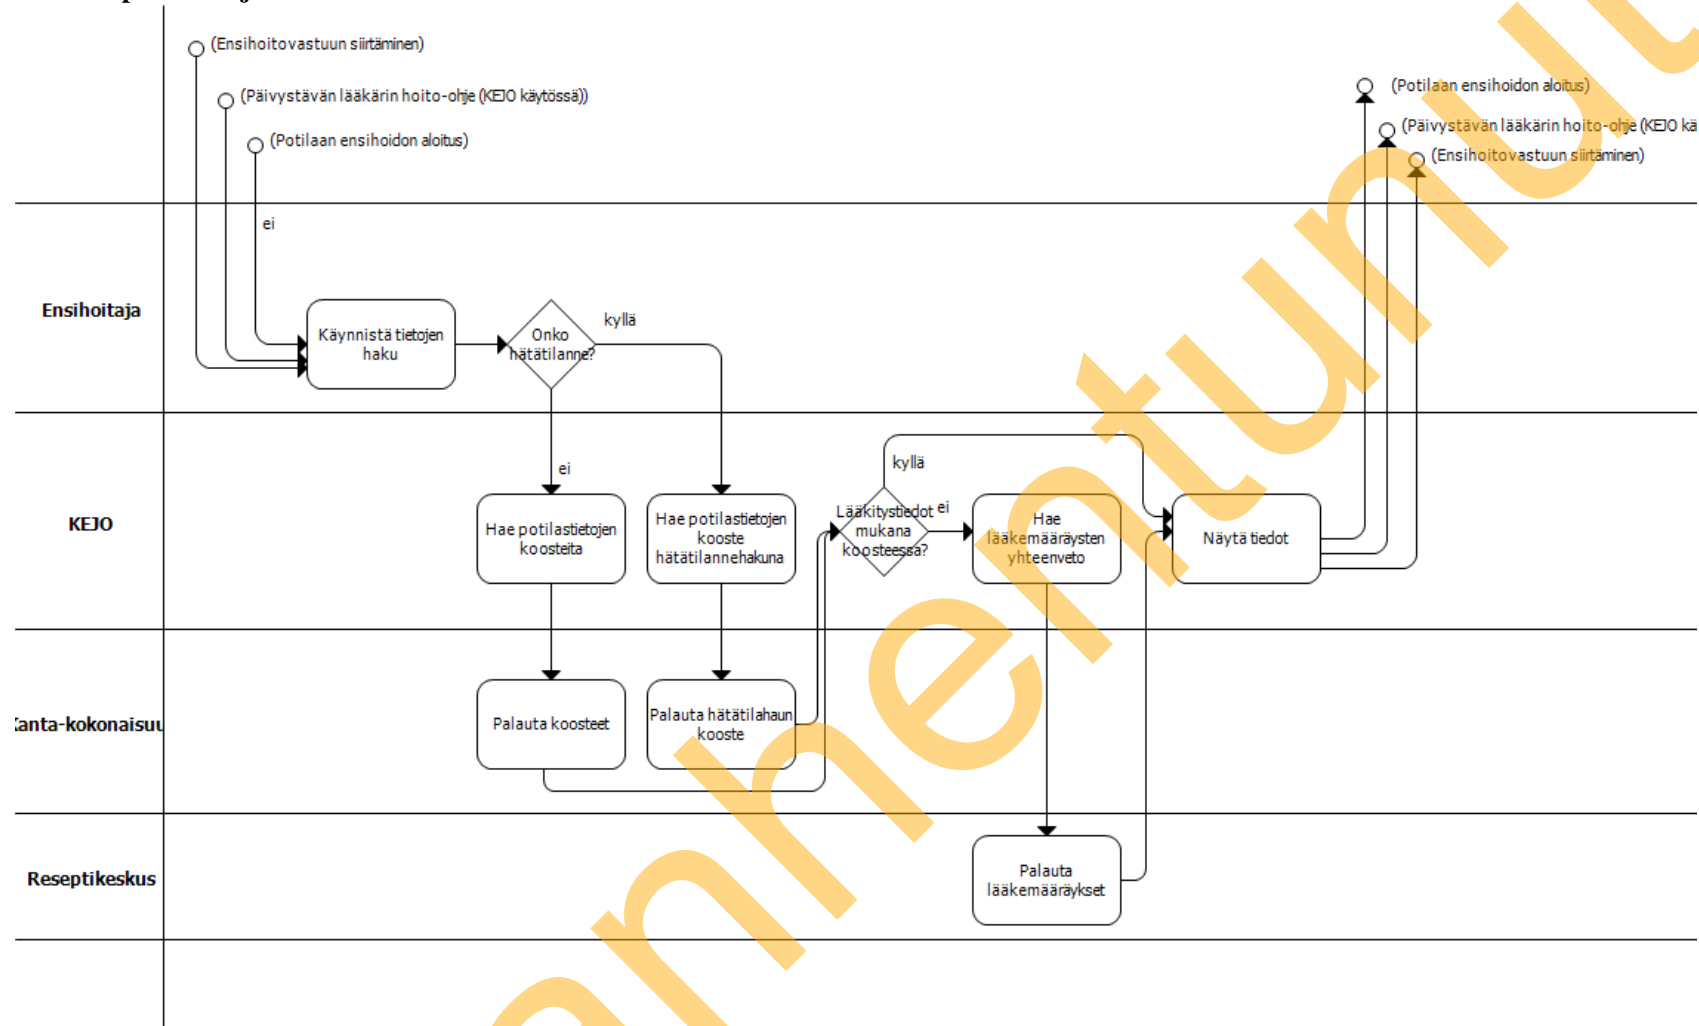 (Ensihoitovastuun siirtäminen)
(Päivystävän lääkärin hoito-ohje (KEJO käytössä))
(Potilaan ensihoidon aloitus)
(Potilaan ensihoidon aloitus)
(Päivystävän lääkärin hoito-ohje (KEJO kä
(Ensihoitovastuun siirtäminen)
ei
Ensihoitaja
Käynnistä tietojen
haku
Onko
hätätilanne?
kyllä
KEJO
ei
Hae potilastietojen
koosteita
Hae potilastietojen
kooste
hätätilannehakuna
kyllä
Lääkitystiedot
mukana
koosteessa?
ei
Hae
lääkemääräysten
yhteenveto
Näytä tiedot
Kanta-kokonaisuu
Palauta koosteet
Palauta hätätilahaun
kooste
Reseptikeskus
Palauta
lääkemääräykset
anhentunut